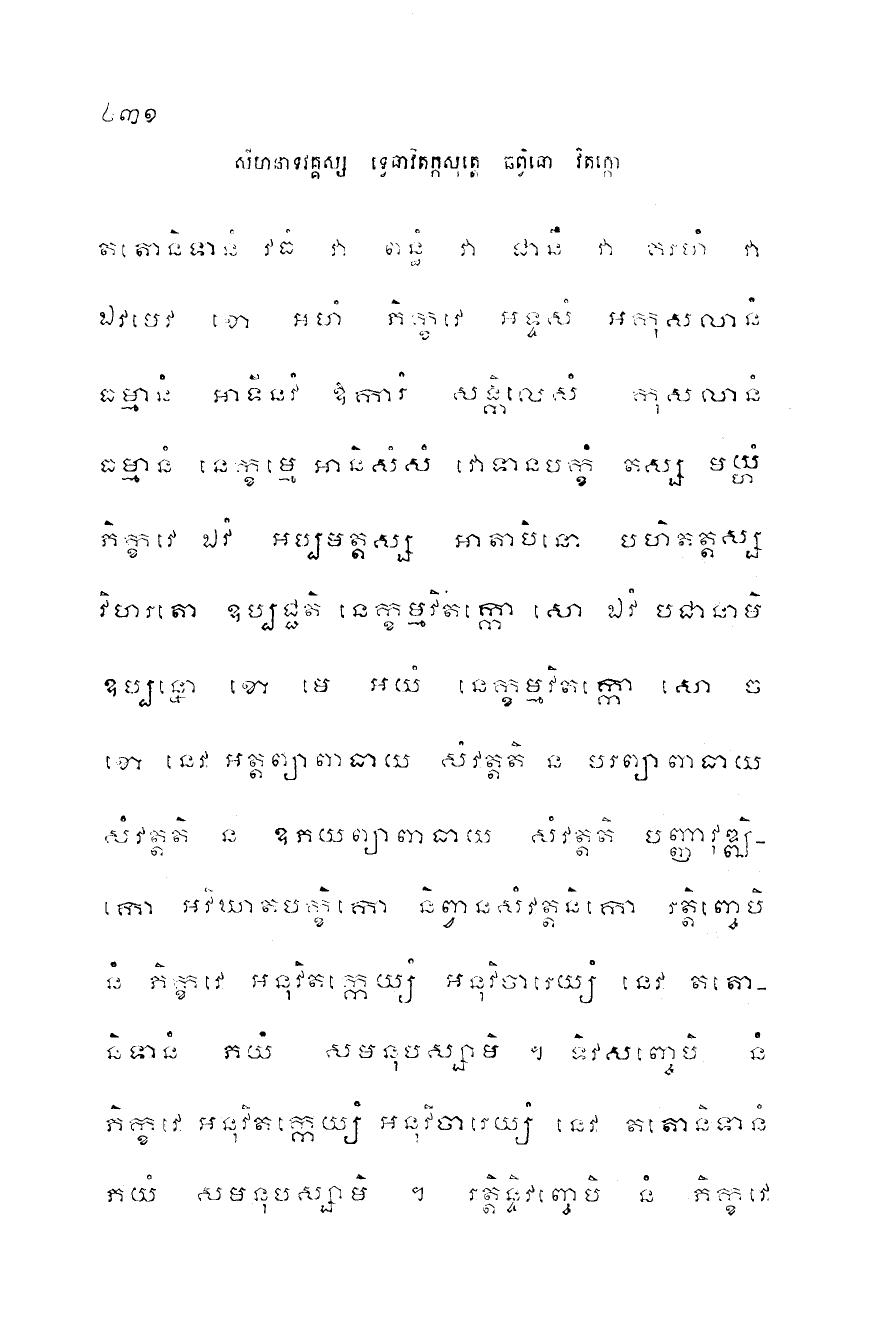 ៤៣១
សីហនាទវគ្គស្ស ទ្វេធាវិតក្កសុត្តេ ធព្វិធោ វិតក្កោ
តតោនិទានំ វធំ វា ពន្ធំ វា ជានឹ វា គរហំ វា
ឯវមេវ ខោ អហំ ភិក្ខវេ អទ្ទសំ អកុសលានំ
ធម្មានំ អាទីនវំ ឱការំ សង្កិលេសំ កុសលានំ
ធម្មានំ នេក្ខម្មេ អានិសំសំ វោទានបក្ខំ តស្ស មយ្ហំ
ភិក្ខវេ ឯវំ អប្បមត្តស្ស អាតាបិនោ បហិតត្តស្ស
វិហរតោ ឧប្បជ្ជតិ នេក្ខម្មវិតក្កោ សោ ឯវំ បជានាមិ
ឧប្បន្នោ ខោ មេ អយំ នេក្ខម្មវិតក្កោ សោ ច
ខោ នេវ អត្តព្យាពាធាយ សំវត្តតិ ន បរព្យាពាធាយ
សំវត្តតិ ន ឧភយព្យាពាធាយ សំវត្តតិ បញ្ញាវុឌ្ឍិ-
កោ អវិឃាតបក្ខិកោ និព្វានសំវត្តនិកោ រត្តិញ្ចេបិ
នំ ភិក្ខវេ អនុវិតក្កេយ្យំ អនុវិចារេយ្យំ នេវ តតោ-
និទានំ ភយំ សមនុបស្សាមិ ។ ទិវសញ្ចេបិ នំ
ភិក្ខវេ អនុវិតក្កេយ្យំ អនុវិចារេយ្យំ នេវ តតោនិទានំ
ភយំ សមនុបស្សាមិ ។ រត្តិន្ទិវញ្ចេបិ នំ ភិក្ខវេ